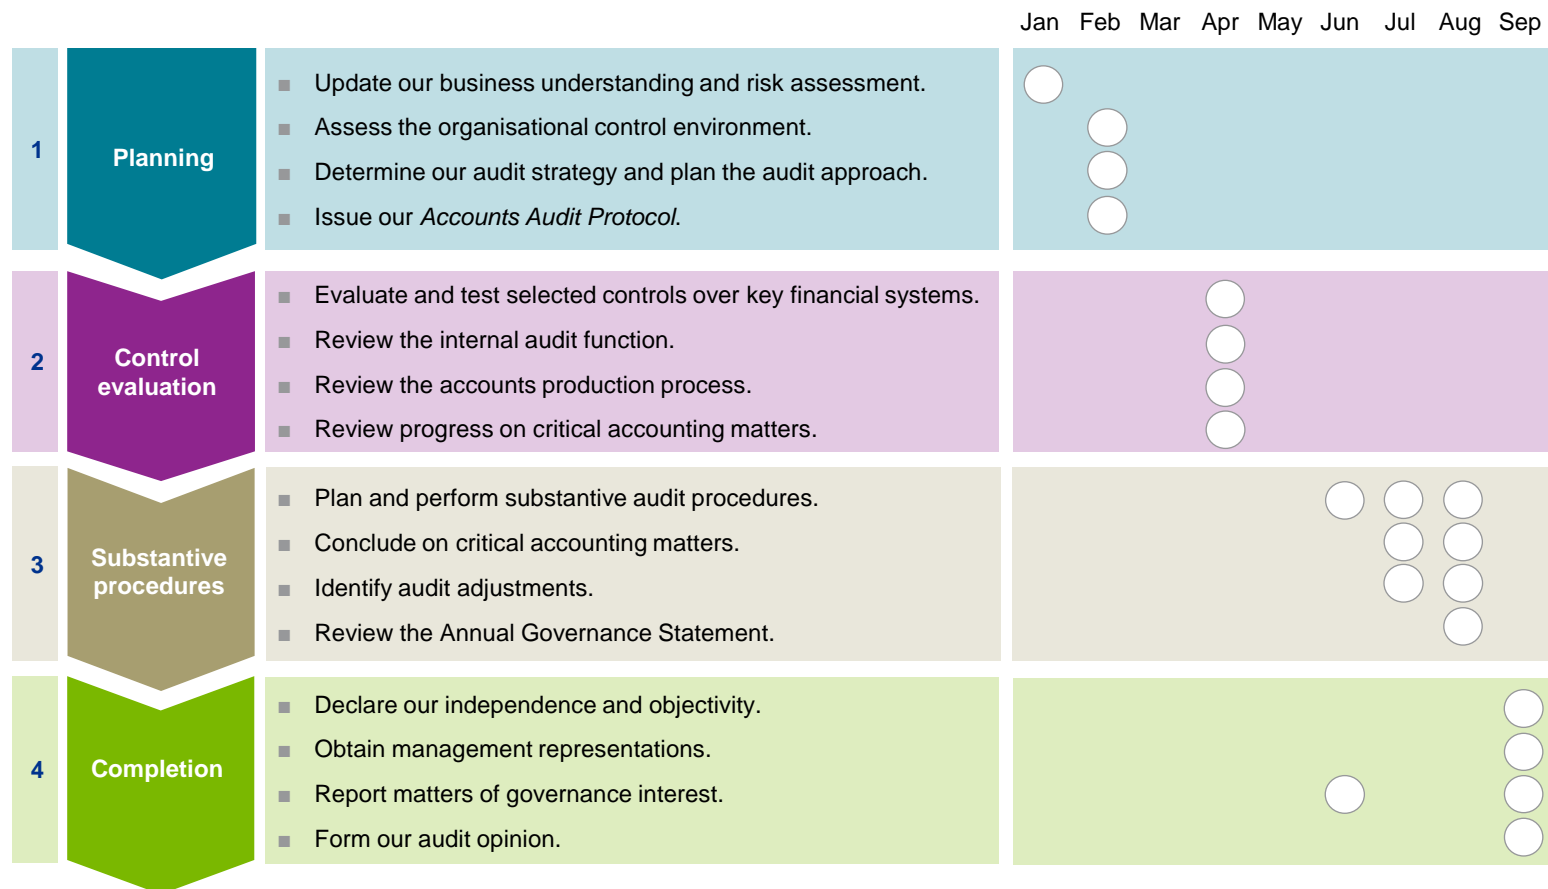 Jan Feb Mar Apr May Jun Jul Aug Sep
1
Planning
■ Update our business understanding and risk assessment.
■ Assess the organisational control environment.
■ Determine our audit strategy and plan the audit approach.
■ Issue our Accounts Audit Protocol.
2
Control
evaluation
■ Evaluate and test selected controls over key financial systems.
■ Review the internal audit function.
■ Review the accounts production process.
■ Review progress on critical accounting matters.
3
Substantive
procedures
■ Plan and perform substantive audit procedures.
■ Conclude on critical accounting matters.
■ Identify audit adjustments.
■ Review the Annual Governance Statement.
4
Completion
■ Declare our independence and objectivity.
■ Obtain management representations.
■ Report matters of governance interest.
■ Form our audit opinion.